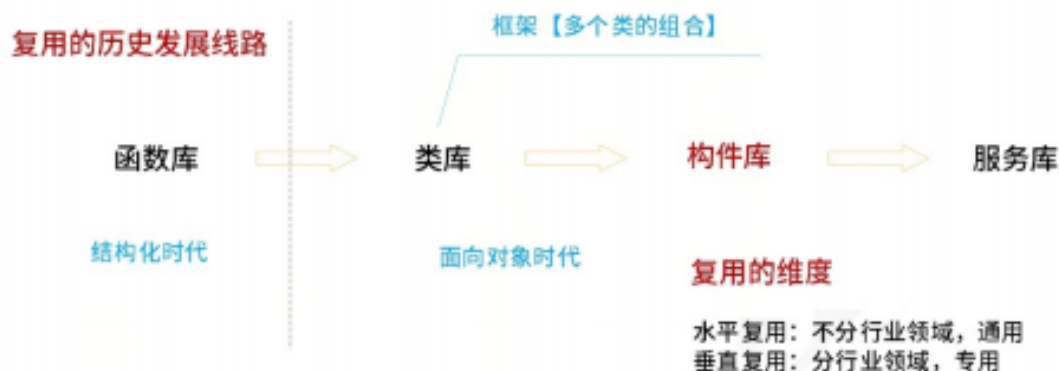 框架【多个类的组合】
复用的历史发展线路
函数库
类库
构件库
服务库
结构化时代
面向对象时代
复用的维度
水平复用：不分行业领域，通用
垂直复用：分行业领域，专用